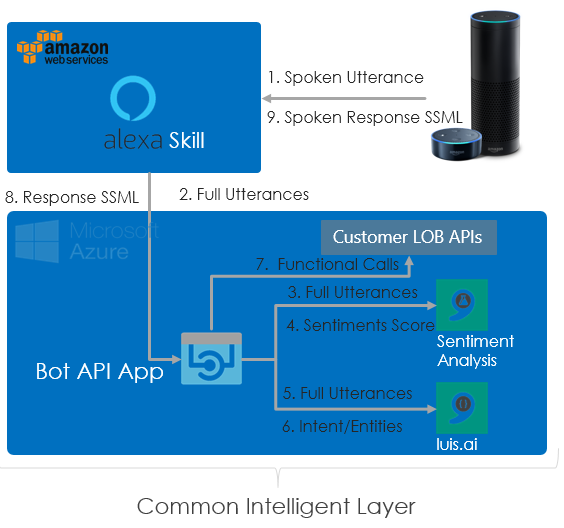 amazon
web services
1. Spoken Utterance
9. Spoken Response SSML
alexa Skill
amazon
8. Response SSML
2. Full Utterances
Microsoft
Azure
Customer LOB APIs
7. Functional Calls
3. Full Utterances
4. Sentiments Score
Sentiment
Analysis
Bot API App
5. Full Utterances
6. Intent/Entities
luis.ai
Common Intelligent Layer